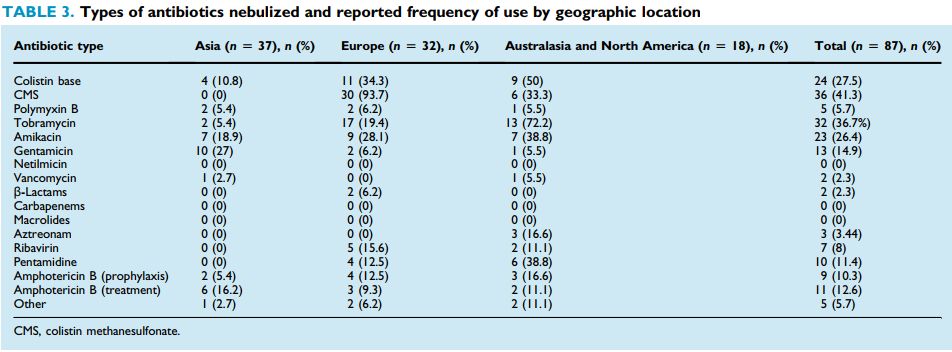 TABLE 3. Types of antibiotics nebulized and reported frequency of use by geographic location
Antibiotic type Asia (n = 37), n (%) Europe (n = 32), n (%) Australasia and North America (n = 18), n (%) Total (n = 87), n (%)
Colistin base 4 (10.8) 11 (34.3) 9 (50) 24 (27.5)
CMS 0 (0) 30 (93.7) 6 (33.3) 36 (41.3)
Polymyxin B 2 (5.4) 2 (6.2) 1 (5.5) 5 (5.7)
Tobramycin 2 (5.4) 17 (19.4) 13 (72.2) 32 (36.7%)
Amikacin 7 (18.9) 9 (28.1) 7 (38.8) 23 (26.4)
Gentamicin 10 (27) 2 (6.2) 1 (5.5) 13 (14.9)
Netilmicin 0 (0) 0 (0) 0 (0) 0 (0)
Vancomycin 1 (2.7) 0 (0) 1 (5.5) 2 (2.3)
β-Lactams 0 (0) 2 (6.2) 0 (0) 2 (2.3)
Carbapenems 0 (0) 0 (0) 0 (0) 0 (0)
Macrolides 0 (0) 0 (0) 0 (0) 0 (0)
Aztreonam 0 (0) 0 (0) 3 (16.6) 3 (3.44)
Ribavirin 0 (0) 5 (15.6) 2 (11.1) 7 (8)
Pentamidine 0 (0) 4 (12.5) 6 (38.8) 10 (11.4)
Amphotericin B (prophylaxis) 2 (5.4) 4 (12.5) 3 (16.6) 9 (10.3)
Amphotericin B (treatment) 6 (16.2) 3 (9.3) 2 (11.1) 11 (12.6)
Other 1 (2.7) 2 (6.2) 2 (11.1) 5 (5.7)
CMS, colistin methanesulfonate.